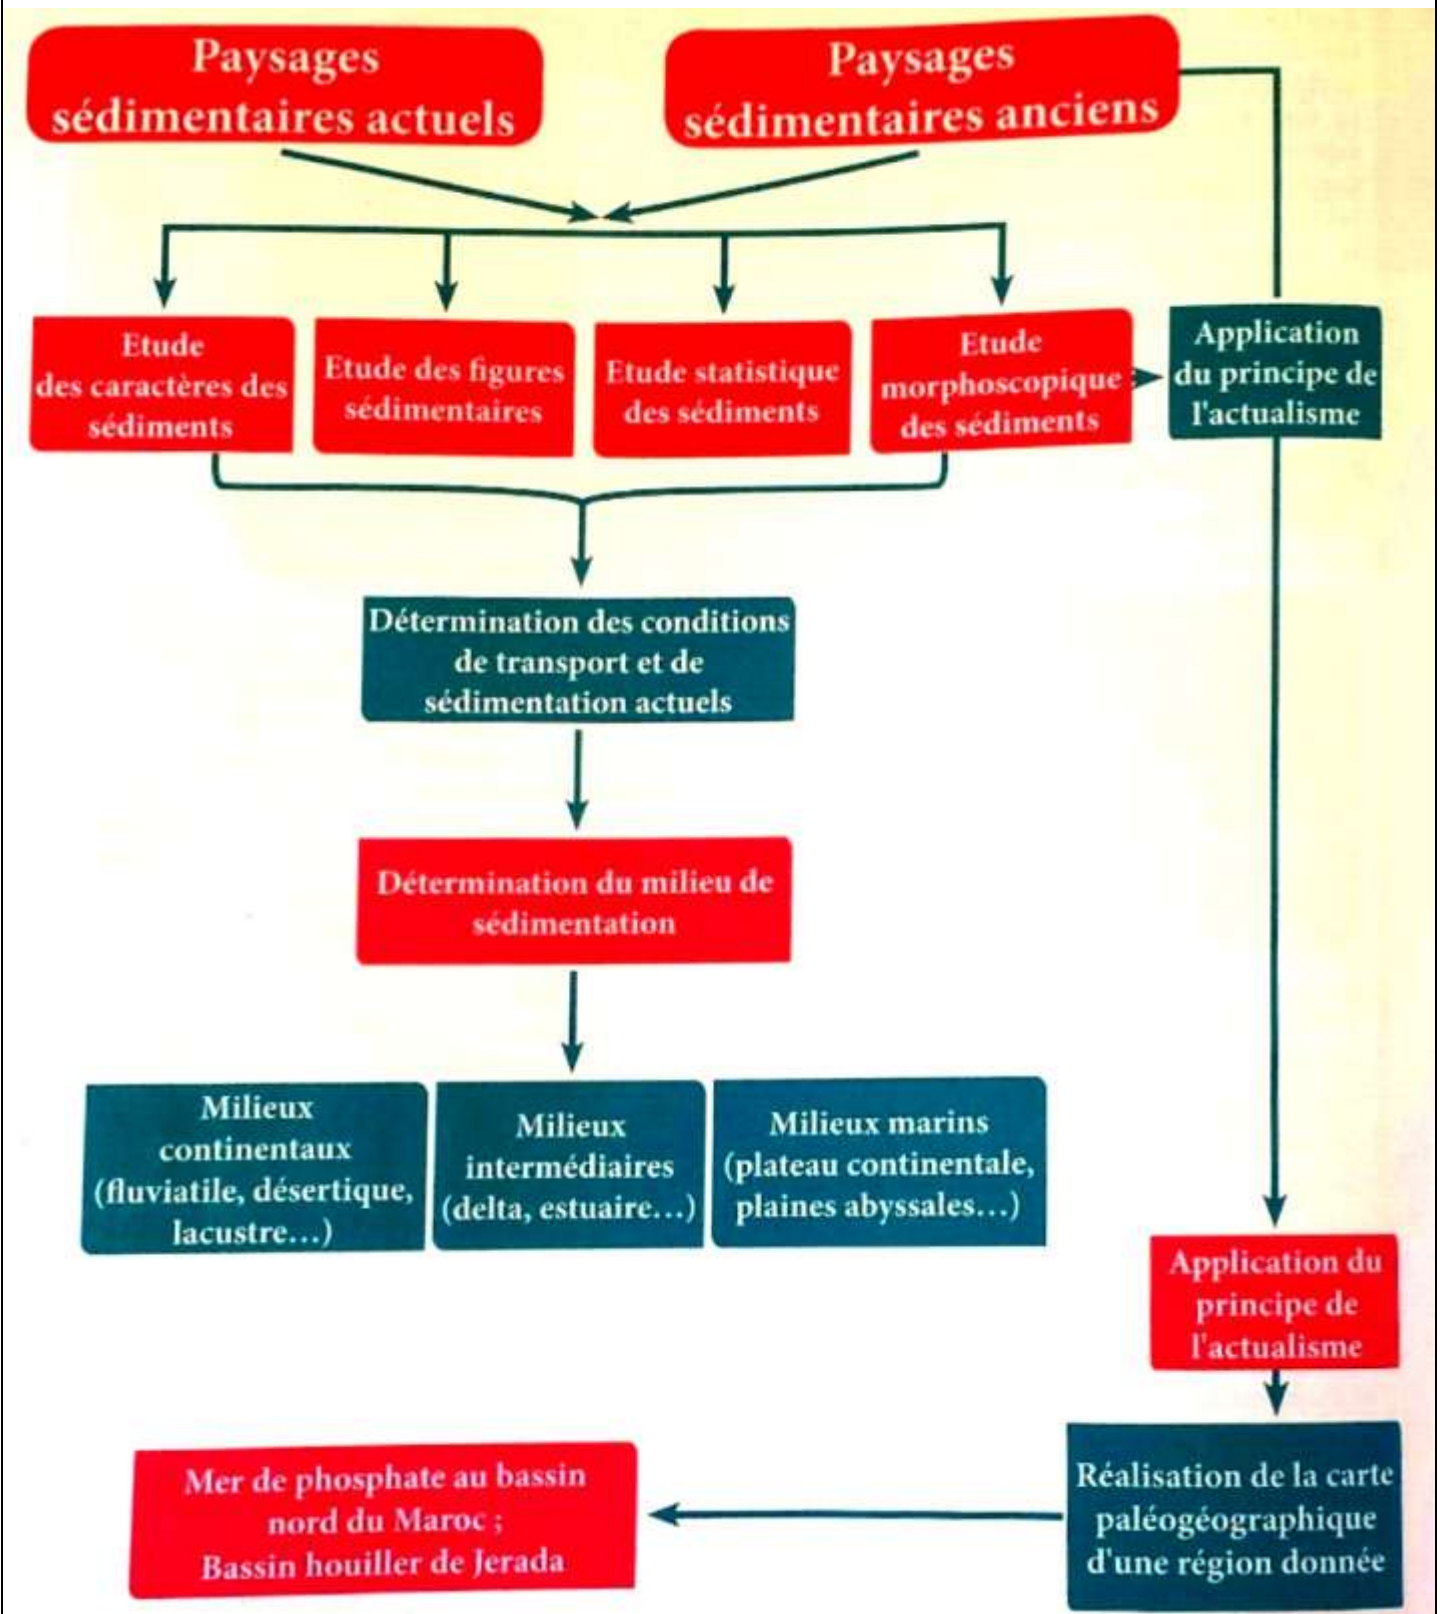 Paysages
sédimentaires actuels
Paysages
sédimentaires anciens
Etude
des caractères des
sédiments
Etude des figures
sédimentaires
Etude statistique
des sédiments
Etude
morphoscopique
des sédiments
Application
du principe de
l'actualisme
Détermination des conditions
de transport et de
sédimentation actuels
Détermination du milieu de
sédimentation
Milieux
continentaux
(fluviatile, désertique,
lacustre…)
Milieux
intermédiaires
(delta, estuaire…)
Milieux marins
(plateau continentale,
plaines abyssales…)
Application du
principe de
l'actualisme
Réalisation de la carte
paléogéographique
d'une région donnée
Mer de phosphate au bassin
nord du Maroc ;
Bassin houiller de Jerada